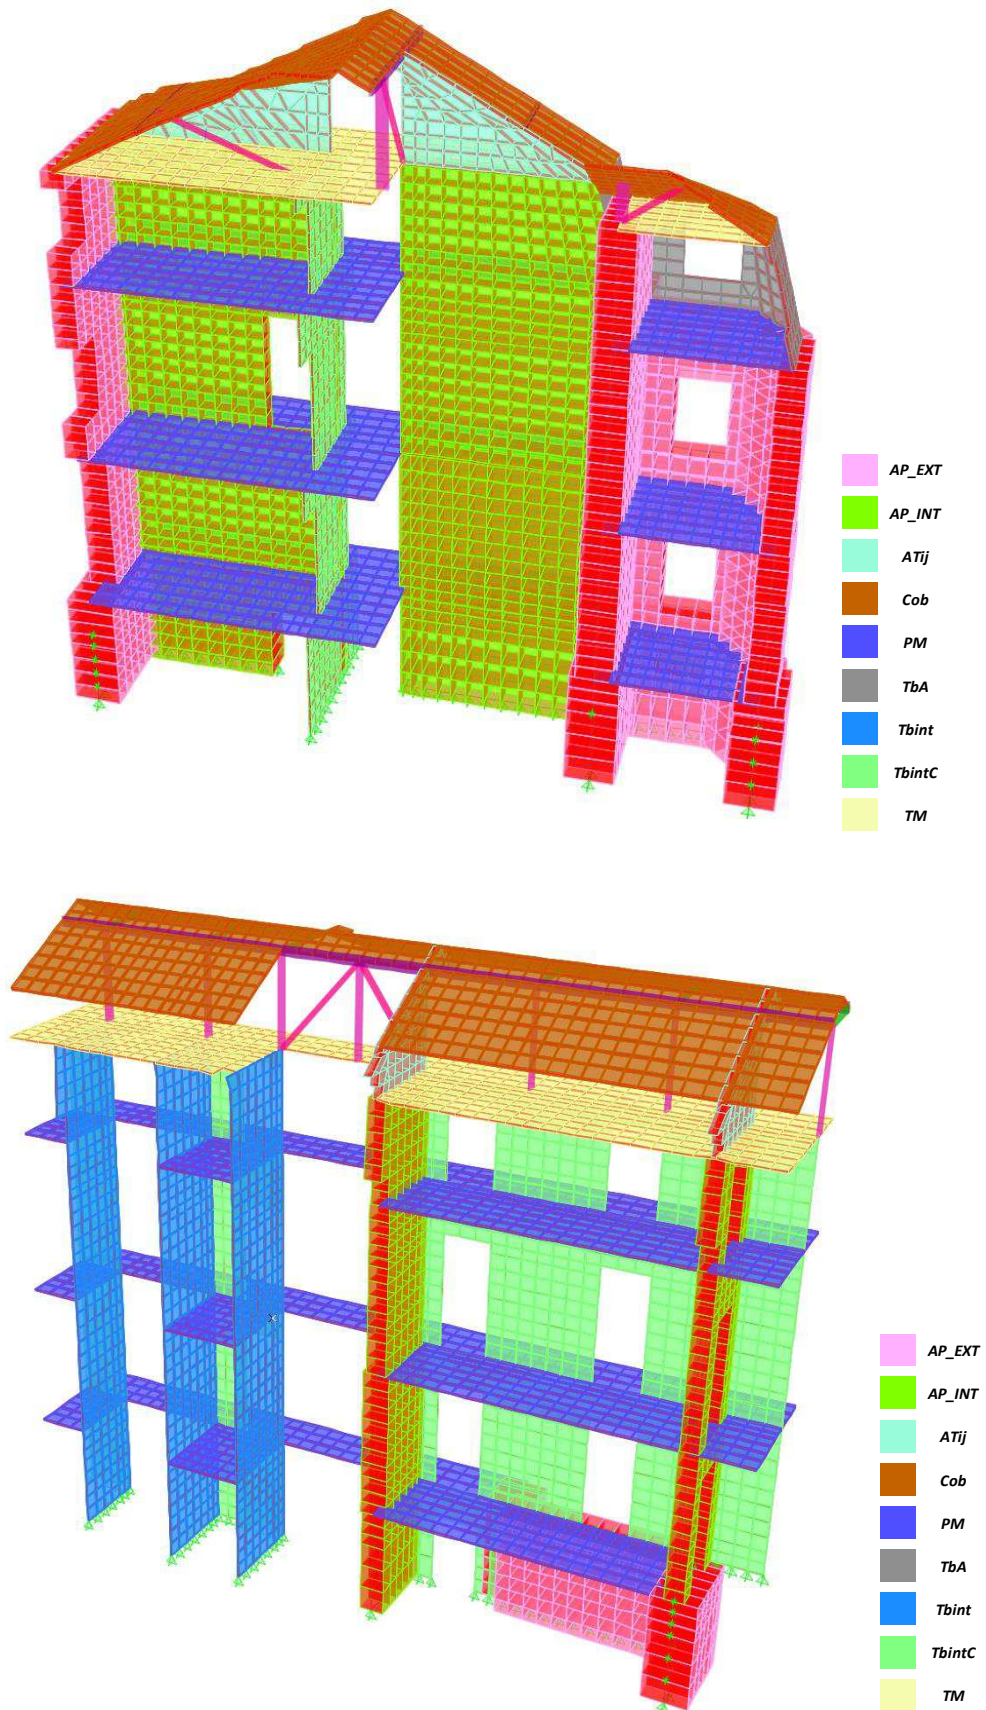 AP_EXT
AP_INT
ATij
Cob
PM
TbA
Tbint
TbintC
TM
AP_EXT
AP_INT
ATij
Cob
PM
TbA
Tbint
TbintC
TM